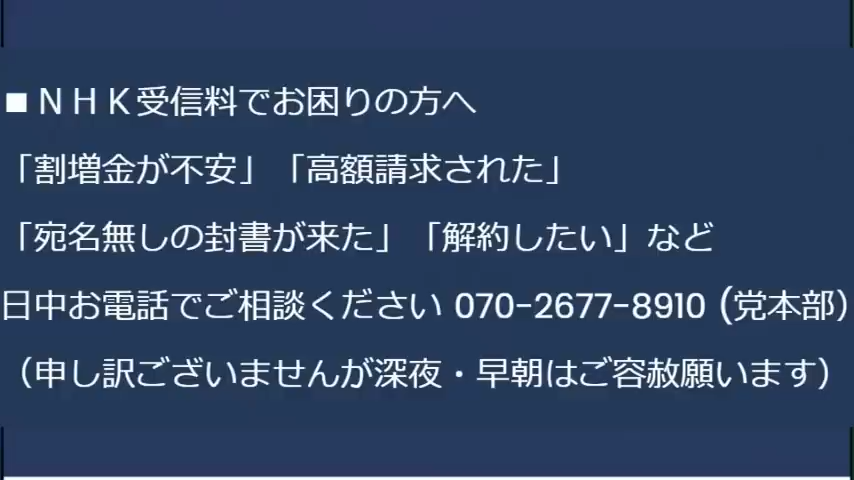 ■ＮＨＫ受信料でお困りの方へ
「割増金が不安」「高額請求された」
「宛名無しの封書が来た」「解約したい」など
日中お電話でご相談ください 070-2677-8910 (党本部)
（申し訳ございませんが深夜・早朝はご容赦願います）